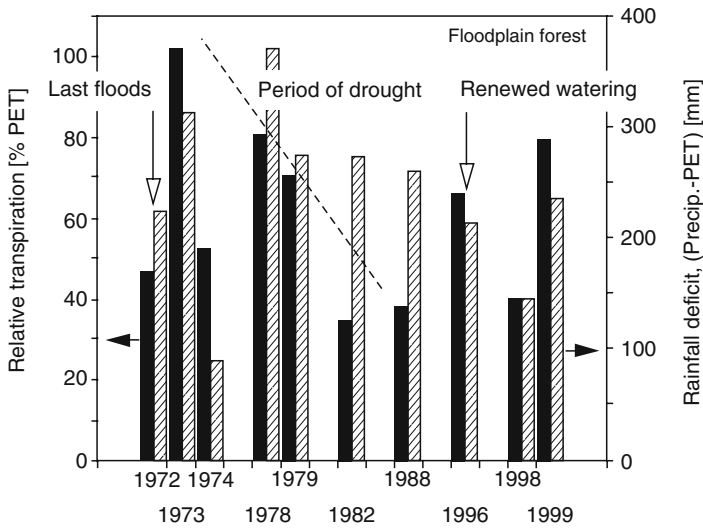 Floodplain forest
Last floods
Period of drought
Renewed watering
Relative transpiration [% PET]
100
80
60
40
20
0
Rainfall deficit, (Precip.-PET) [mm]
400
300
200
100
0
1972 1974 1979 1988 1998
1973 1978 1982 1996 1999